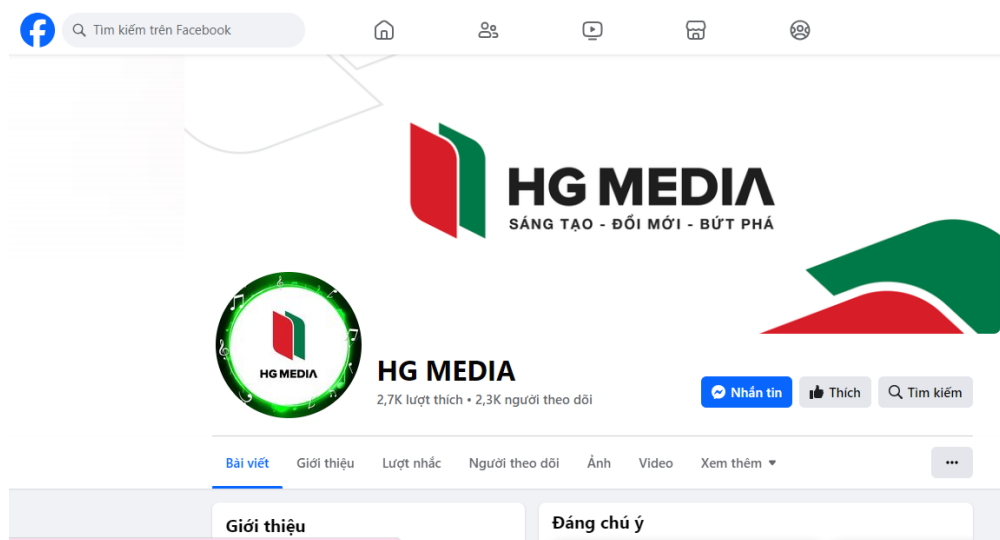 Tìm kiếm trên Facebook
HG MEDIA
SÁNG TẠO - ĐỔI MỚI - BỨT PHÁ
HG MEDIA
HG MEDIA
2,7K lượt thích • 2,3K người theo dõi
Nhắn tin
Thích
Tìm kiếm
Bài viết Giới thiệu Lượt nhắc Người theo dõi Ảnh Video Xem thêm
Giới thiệu
Đáng chú ý